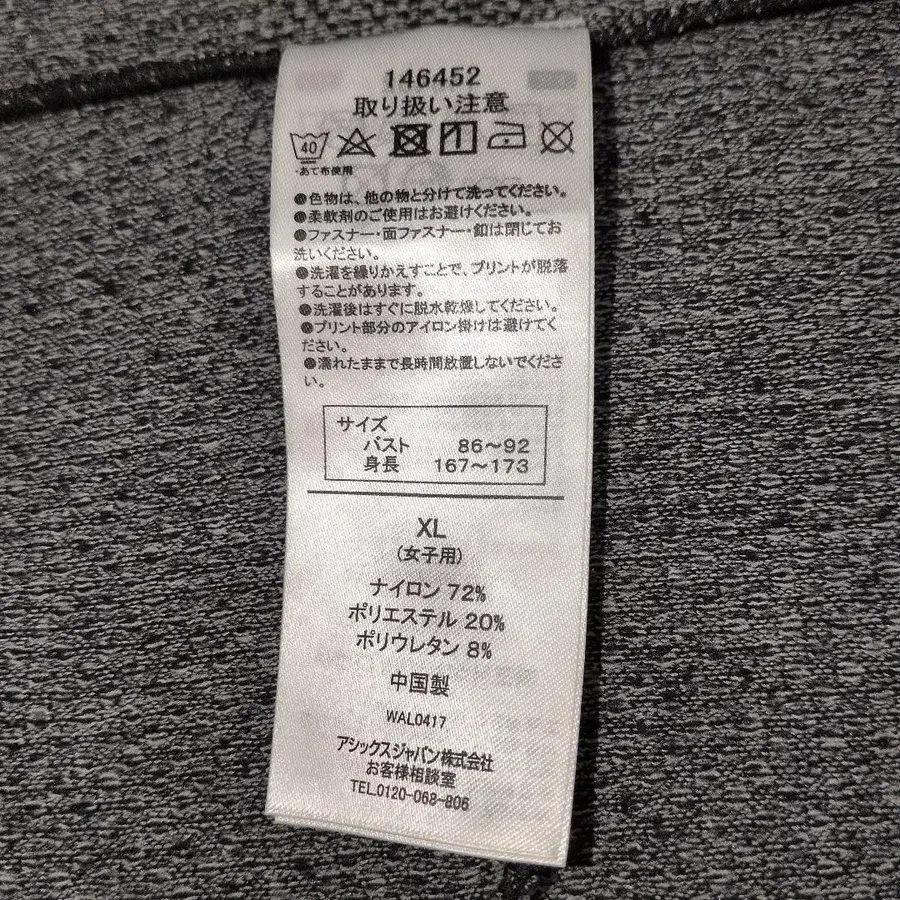 146452
取り扱い注意
40
・あて布使用
●色物は、他の物と分けて洗ってください。
●柔軟剤のご使用はお避けください。
●ファスナー・面ファスナー・釦は閉じてお
洗いください。
●洗濯を繰りかえすことで、プリントが脱落
することがあります。
●洗濯後はすぐに脱水乾燥してください。
●プリント部分のアイロン掛けは避けてく
ださい。
●濡れたままで長時間放置しないでくださ
い。
サイズ
バスト 86～92
身長 167～173
XL
(女子用)
ナイロン 72%
ポリエステル 20%
ポリウレタン 8%
中国製
WAL0417
アシックスジャパン株式会社
お客様相談室
TEL.0120-068-806